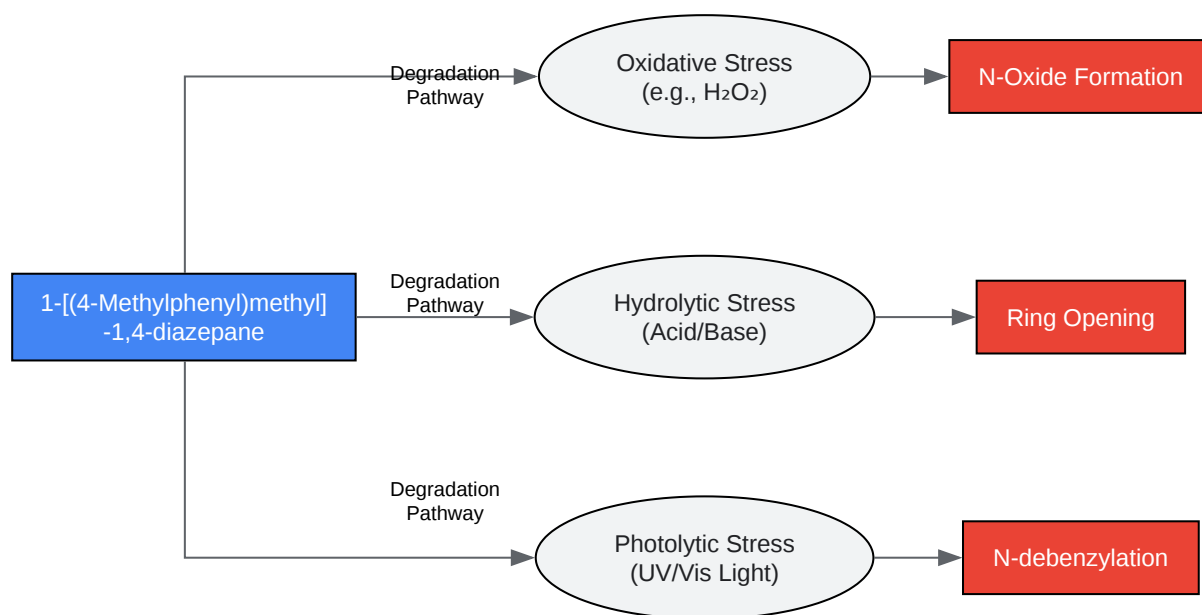 Degradation
Pathway
Oxidative Stress
(e.g., H₂O₂)
N-Oxide Formation
1-[(4-Methylphenyl)methyl]
-1,4-diazepane
Degradation
Pathway
Hydrolytic Stress
(Acid/Base)
Ring Opening
Degradation
Pathway
Photolytic Stress
(UV/Vis Light)
N-debenzylation